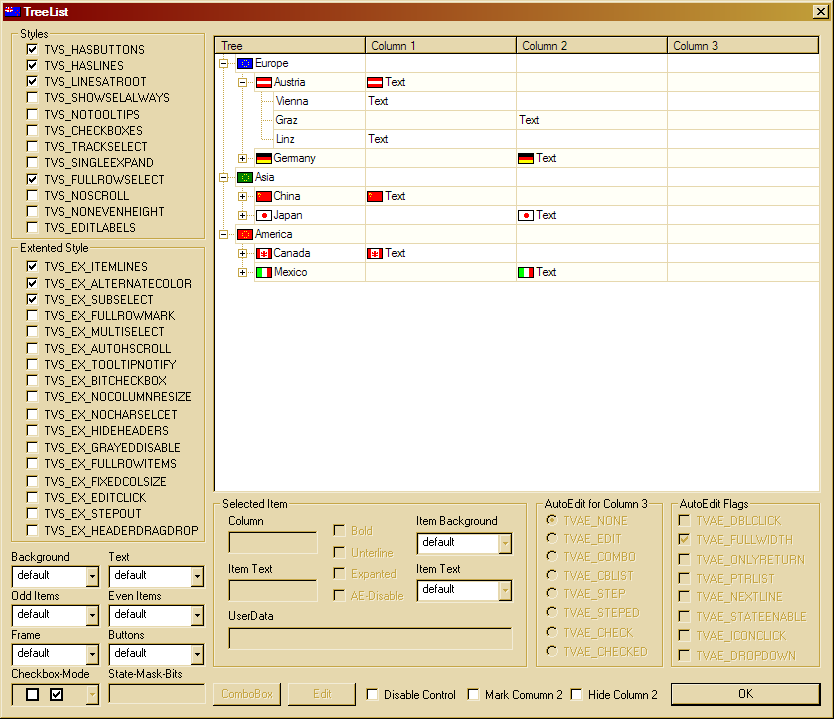 TreeList
Styles
TVS_HASBUTTONS
TVS_HASLINES
TVS_LINESATROOT
TVS_SHOWSELALWAYS
TVS_NOTOOLTIPS
TVS_CHECKBOXES
TVS_TRACKSELECT
TVS_SINGLEEXPAND
TVS_FULLROWSELECT
TVS_NOSCROLL
TVS_NONEVENHEIGHT
TVS_EDITLABELS
Extented Style
TVS_EX_ITEMLINES
TVS_EX_ALTERNATECOLOR
TVS_EX_SUBSELECT
TVS_EX_FULLROWMARK
TVS_EX_MULTISELECT
TVS_EX_AUTOHSCROLL
TVS_EX_TOOLTIPNOTIFY
TVS_EX_BITCHECKBOX
TVS_EX_NOCOLUMNRESIZE
TVS_EX_NOCHARSELCET
TVS_EX_HIDEHEADERS
TVS_EX_GRAYEDDISABLE
TVS_EX_FULLROWITEMS
TVS_EX_FIXEDCOLSIZE
TVS_EX_EDITCLICK
TVS_EX_STEPOUT
TVS_EX_HEADERDRAGDROP
Background Text
default default
Odd Items Even Items
default default
Frame Buttons
default default
Checkbox-Mode State-Mask-Bits
Tree Column 1 Column 2 Column 3
Europe
Austria Text
Vienna Text
Graz Text
Linz Text
Germany Text
Asia
China Text
Japan Text
America
Canada Text
Mexico Text
Selected Item
Column
Item Text
UserData
Bold
Unterline
Expanted
AE-Disable
Item Background
default
Item Text
default
AutoEdit for Column 3
TVAE_NONE
TVAE_EDIT
TVAE_COMBO
TVAE_CBLIST
TVAE_STEP
TVAE_STEPED
TVAE_CHECK
TVAE_CHECKED
AutoEdit Flags
TVAE_DBLCLICK
TVAE_FULLWIDTH
TVAE_ONLYRETURN
TVAE_PTRLIST
TVAE_NEXTLINE
TVAE_STATEENABLE
TVAE_ICONCLICK
TVAE_DROPDOWN
ComboBox Edit Disable Control Mark Comumn 2 Hide Column 2 OK